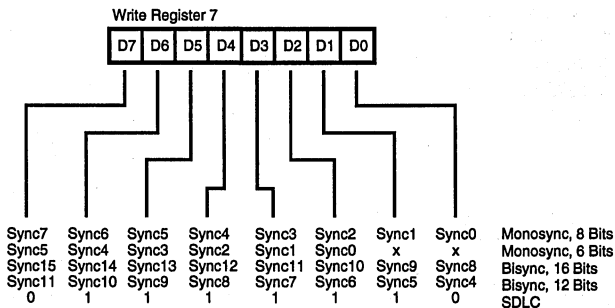 Write Register 7
D7 D6 D5 D4 D3 D2 D1 D0
Sync7 Sync6 Sync5 Sync4 Sync3 Sync2 Sync1 Sync0 Monosync, 8 Bits
Sync5 Sync4 Sync3 Sync2 Sync1 Sync0 x x Monosync, 6 Bits
Sync15 Sync14 Sync13 Sync12 Sync11 Sync10 Sync9 Sync8 Bisync, 16 Bits
Sync11 Sync10 Sync9 Sync8 Sync7 Sync6 Sync5 Sync4 Bisync, 12 Bits
0 1 1 1 1 1 1 0 SDLC